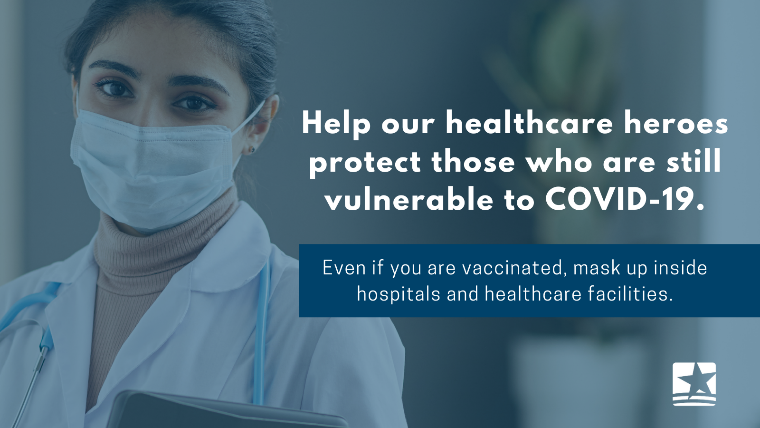 Help our healthcare heroes
protect those who are still
vulnerable to COVID-19.
Even if you are vaccinated, mask up inside
hospitals and healthcare facilities.